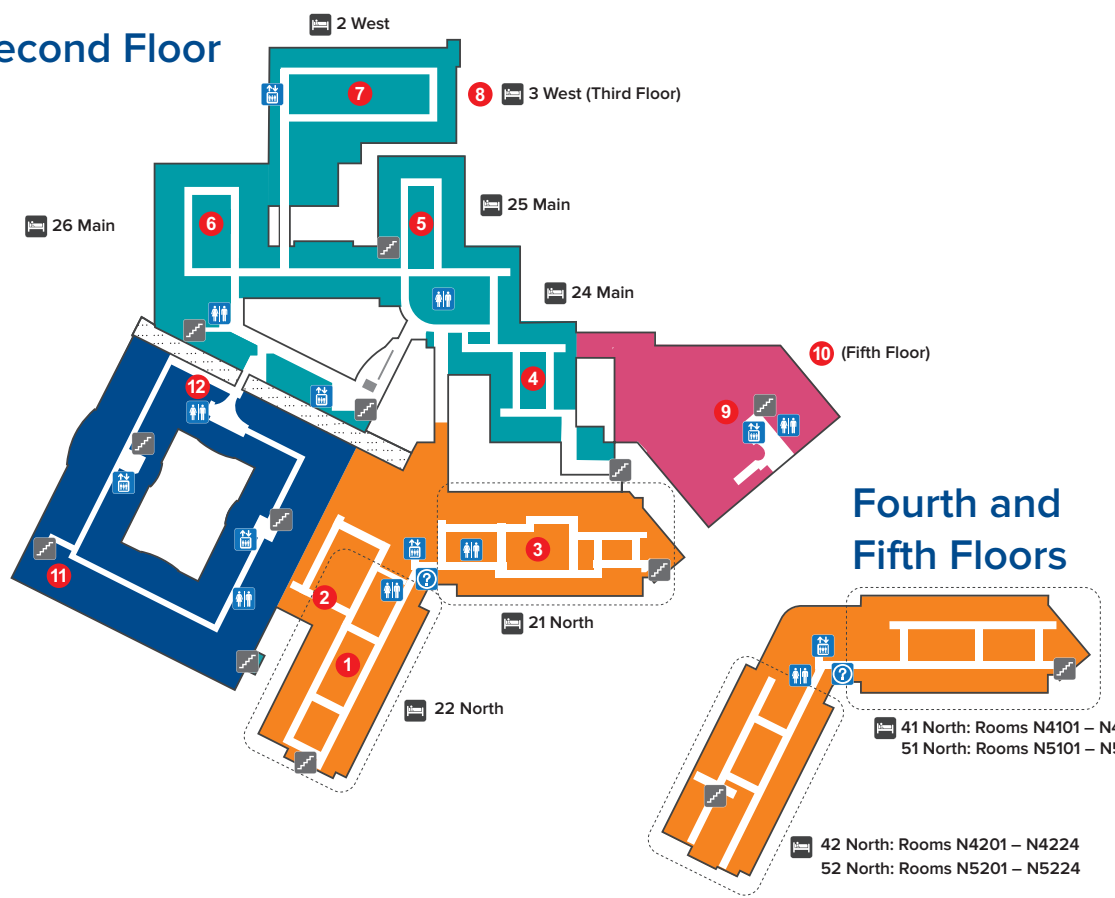 2 West
econd Floor
7
8 3 West (Third Floor)
25 Main
26 Main
6
5
24 Main
10 (Fifth Floor)
4
12
9
Fourth and
Fifth Floors
3
11
?
2
21 North
1
?
22 North
41 North: Rooms N4101 – N4
51 North: Rooms N5101 – N5
42 North: Rooms N4201 – N4224
52 North: Rooms N5201 – N5224